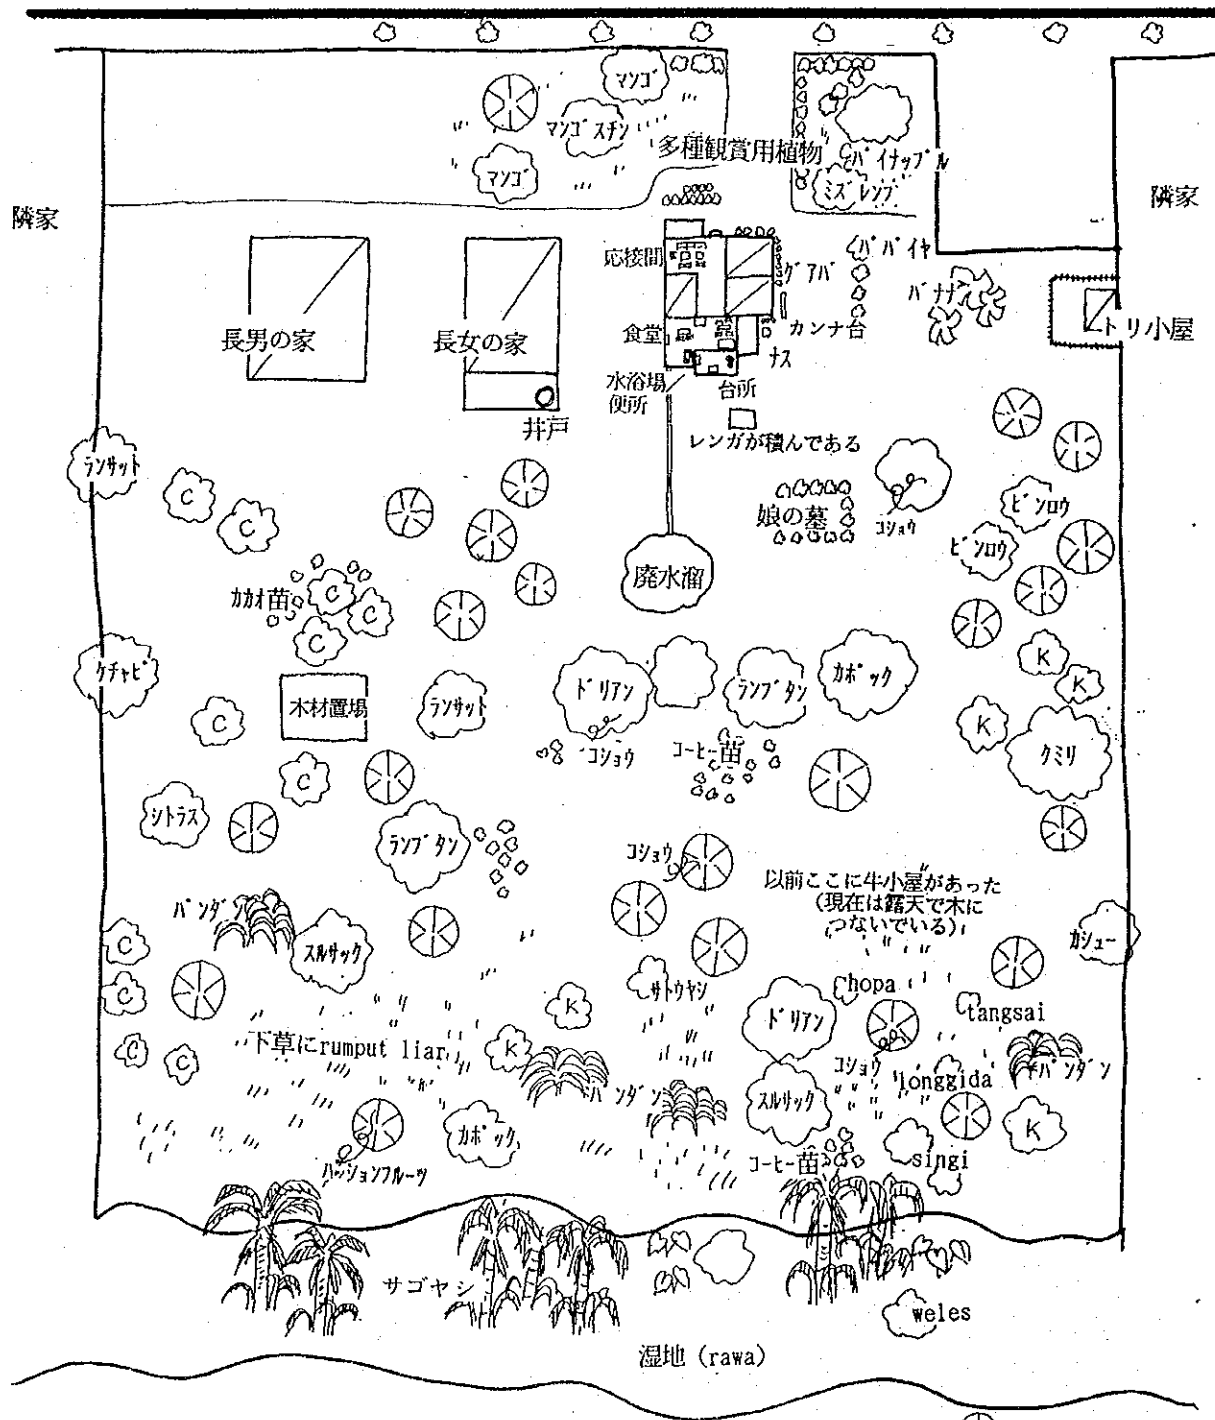 マンゴ
マンゴスチン
多種観賞用植物
パイナップル
マンゴ
ミズレンブ
隣家
隣家
応接間
グアバ
パパイヤ
バナナ
長男の家
長女の家
食堂
カンナ台
トリ小屋
ナス
水浴場
便所
台所
井戸
レンガが積んである
ランサット
C
C
娘の墓
コショウ
ビンロウ
ビンロウ
廃水溜
カカオ苗
C
C
C
ケチャピ
K
K
C
木材置場
ランサット
ドリアン
ランブタン
カポック
K
クミリ
コショウ
コーヒー苗
C
シトラス
ランブタン
コショウ
以前ここに牛小屋があった
(現在は露天で木に
つないでいる)
パンダン
C
スルサック
カシュー
C
サトウヤシ
chopa
tangsai
K
ドリアン
C
C
下草にrumput liar
K
コショウ
longgida
パンダン
パンダン
スルサック
K
カポック
パッションフルーツ
コーヒー苗
singi
サゴヤシ
weles
湿地 (rawa)